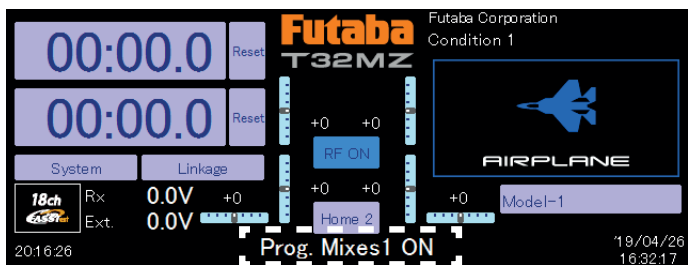 00:00.0 Reset
00:00.0 Reset
System Linkage
18ch
FASSTest
Rx 0.0V
Ext. 0.0V
+0
Futaba
T32MZ
+0 +0
RF ON
+0 +0
Home 2
Futaba Corporation
Condition 1
AIRPLANE
+0
Model-1
20:16:26
Prog. Mixes1 ON
'19/04/26
16:32:17